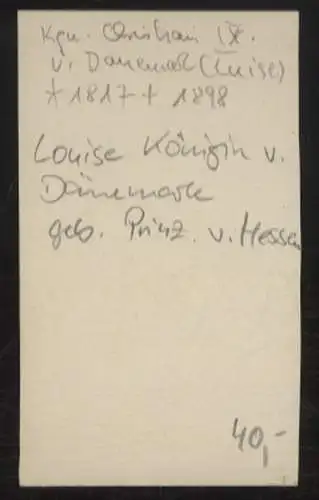 Kgn. Christian IX.
v. Dänemark (Luise)
* 1817 + 1898
Louise Königin v.
Dänemark
geb. Prinz. v. Hessen
40,-